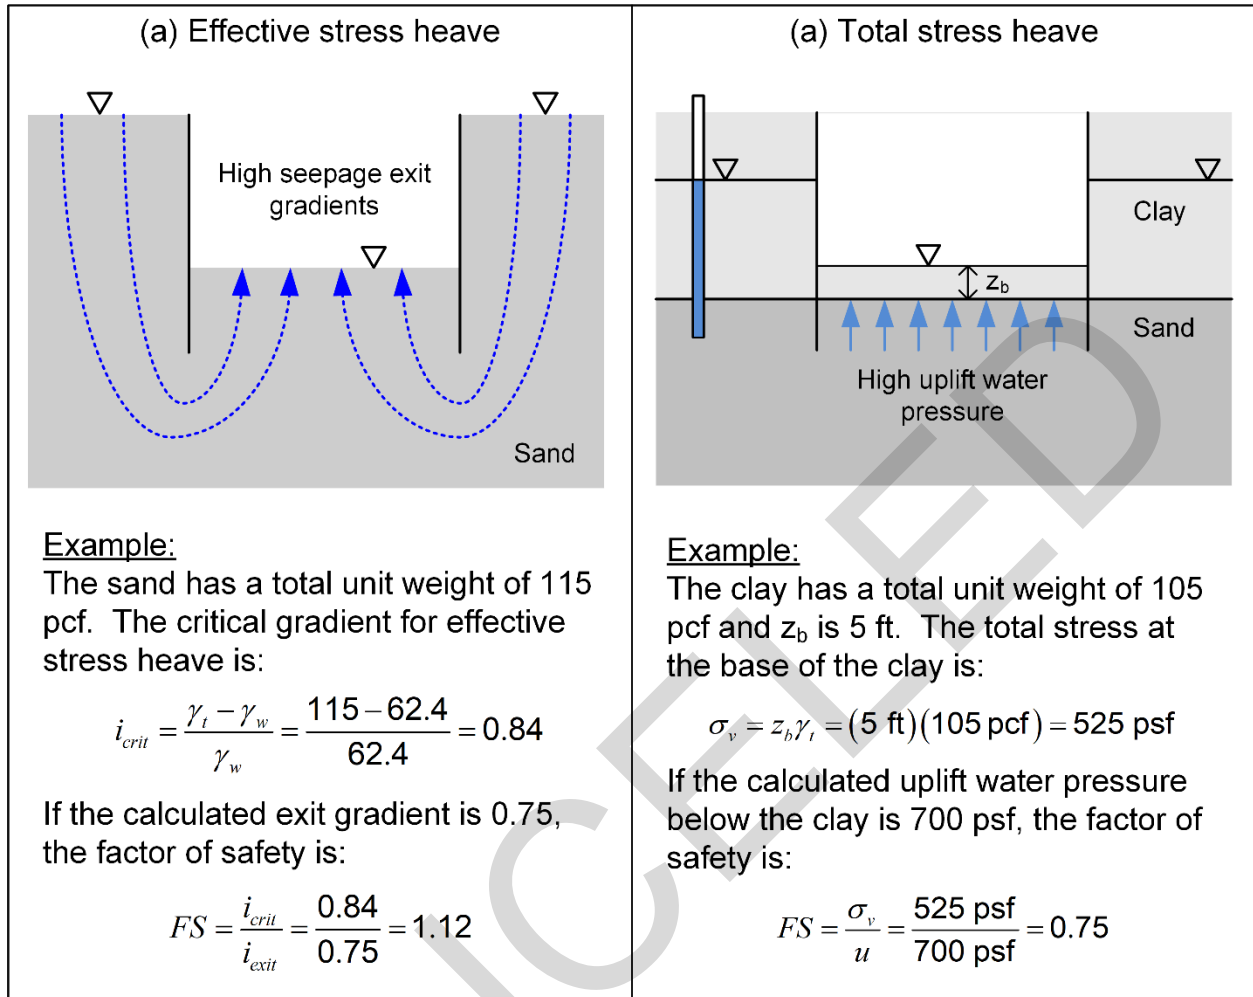 (a) Effective stress heave
High seepage exit
gradients
Sand
Example:
The sand has a total unit weight of 115
pcf. The critical gradient for effective
stress heave is:
i_crit = (γ_t − γ_w) / γ_w = (115 − 62.4) / 62.4 = 0.84
If the calculated exit gradient is 0.75,
the factor of safety is:
FS = i_crit / i_exit = 0.84 / 0.75 = 1.12
(a) Total stress heave
Clay
z_b
Sand
High uplift water
pressure
Example:
The clay has a total unit weight of 105
pcf and z_b is 5 ft. The total stress at
the base of the clay is:
σ_v = z_b γ_t = (5 ft)(105 pcf) = 525 psf
If the calculated uplift water pressure
below the clay is 700 psf, the factor of
safety is:
FS = σ_v / u = 525 psf / 700 psf = 0.75
CELED